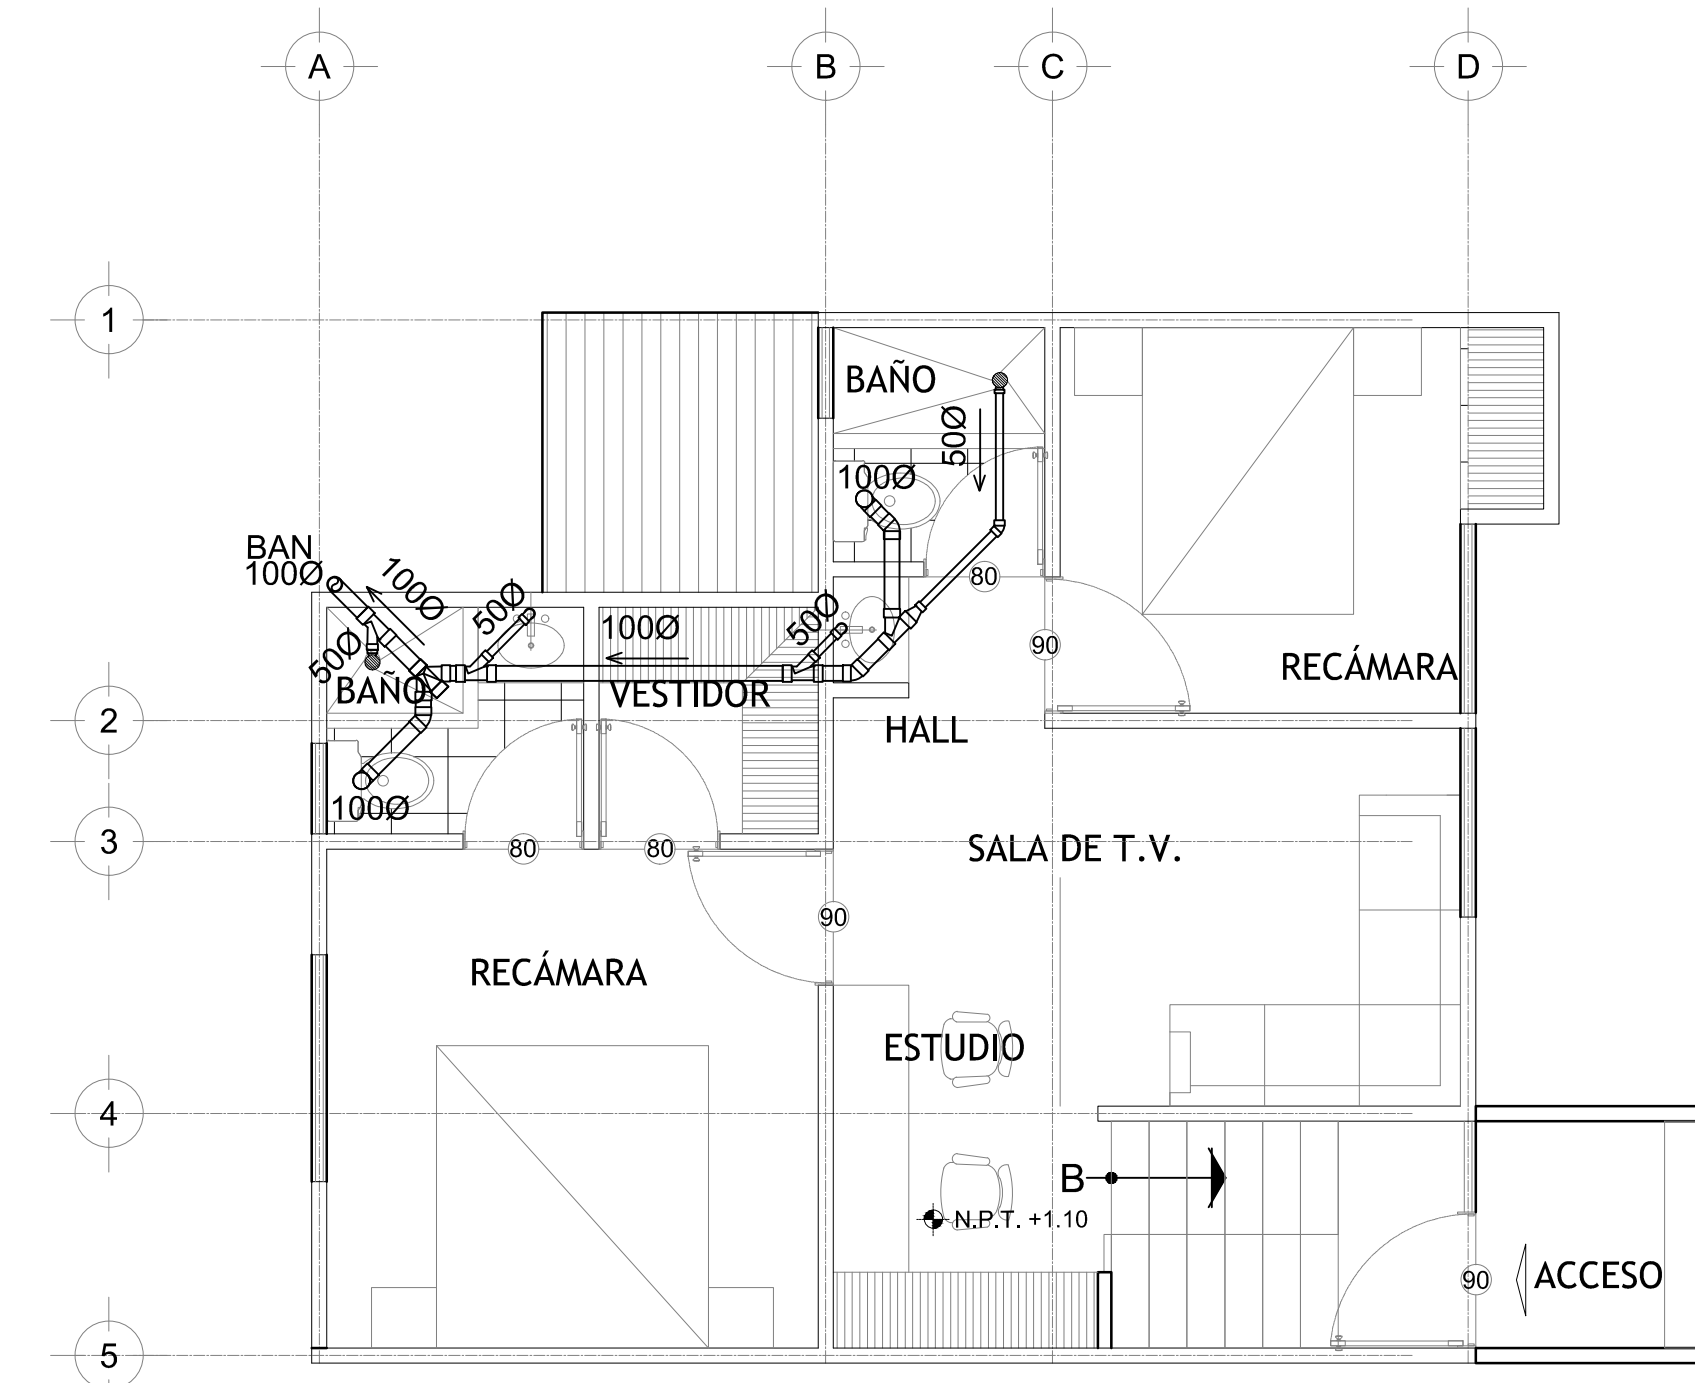 A
B
C
D
1
BAÑO
50Ø
100Ø
BAN
100Ø
100Ø
50Ø
80
100Ø
50Ø
50Ø
90
RECÁMARA
BAÑO
VESTIDOR
2
HALL
100Ø
3
80
80
SALA DE T.V.
90
RECÁMARA
ESTUDIO
4
B
N.P.T. +1.10
90
ACCESO
5